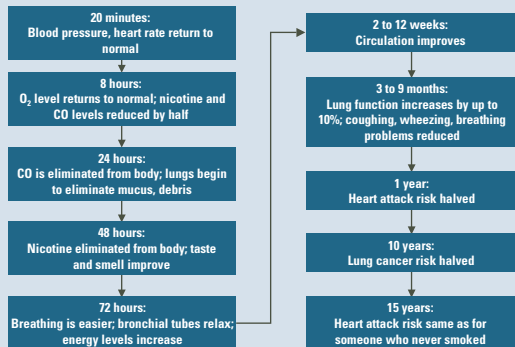 20 minutes:
Blood pressure, heart rate return to
normal
8 hours:
O₂ level returns to normal; nicotine and
CO levels reduced by half
24 hours:
CO is eliminated from body; lungs begin
to eliminate mucus, debris
48 hours:
Nicotine eliminated from body; taste
and smell improve
72 hours:
Breathing is easier; bronchial tubes relax;
energy levels increase
2 to 12 weeks:
Circulation improves
3 to 9 months:
Lung function increases by up to
10%; coughing, wheezing, breathing
problems reduced
1 year:
Heart attack risk halved
10 years:
Lung cancer risk halved
15 years:
Heart attack risk same as for
someone who never smoked